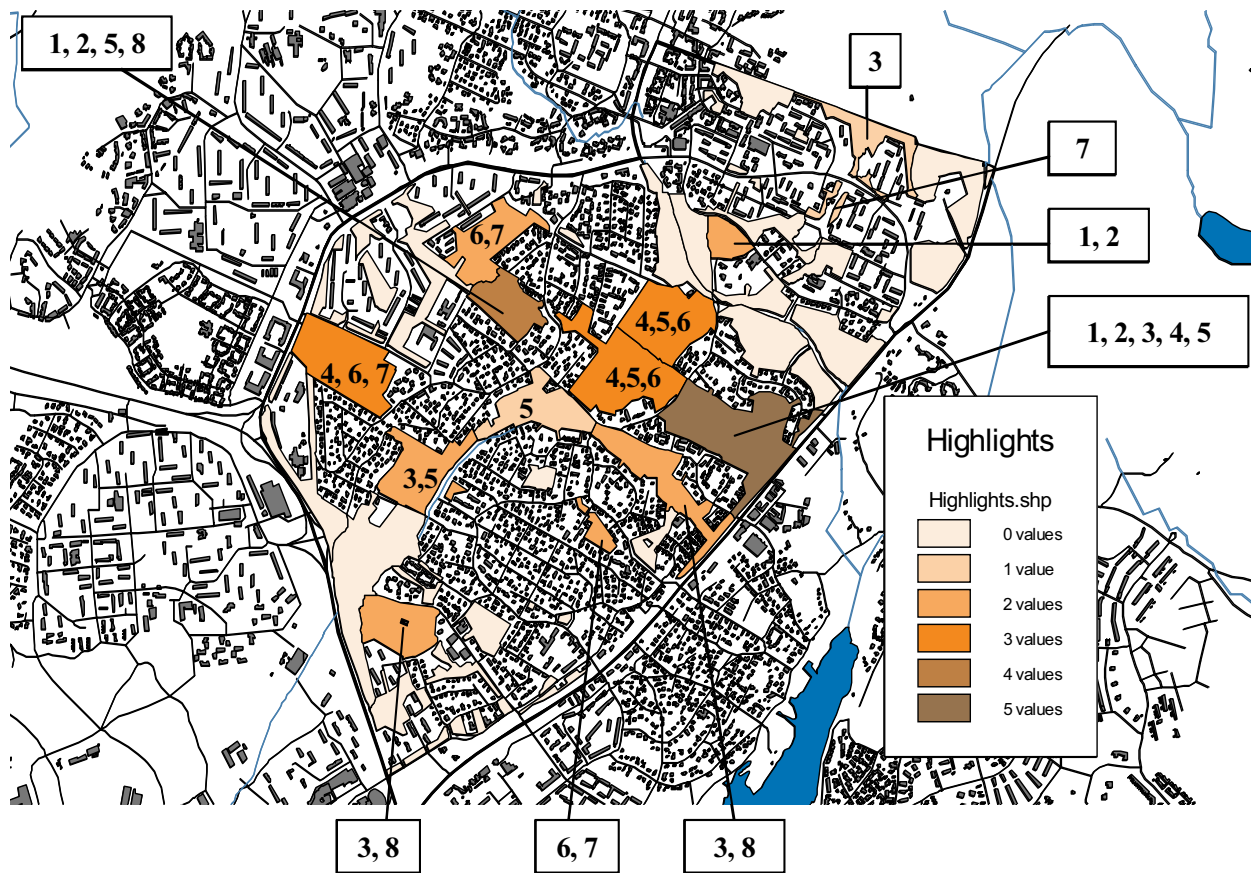 1, 2, 5, 8
3
7
1, 2
1, 2, 3, 4, 5
6,7
4,5,6
4,5,6
4, 6, 7
5
3,5
Highlights
Highlights.shp
0 values
1 value
2 values
3 values
4 values
5 values
3, 8
6, 7
3, 8